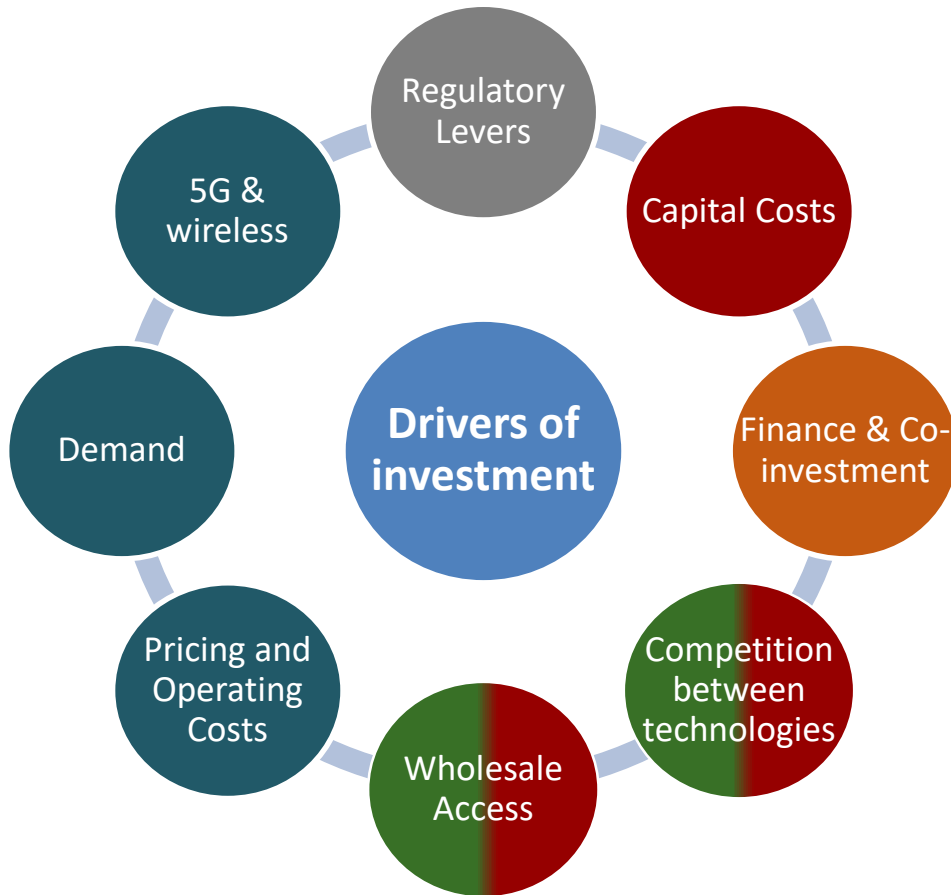 Regulatory
Levers
Capital Costs
Finance & Co-
investment
Competition
between
technologies
Wholesale
Access
Pricing and
Operating
Costs
Demand
5G &
wireless
Drivers of
investment